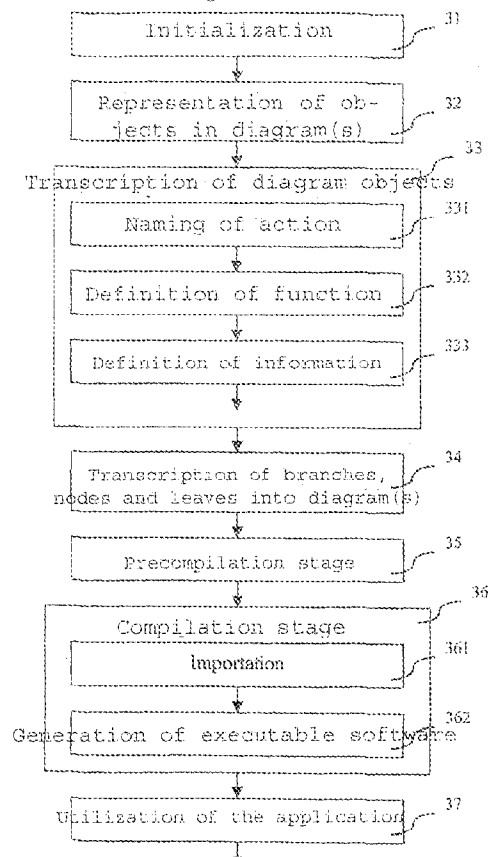 Initialization
31
Representation of ob-
jects in diagram(s)
32
33
Transcription of diagram objects
Naming of action
331
Definition of function
332
Definition of information
333
Transcription of branches,
nodes and leaves into diagram(s)
34
Precompilation stage
35
36
Compilation stage
Importation
361
Generation of executable software
362
Utilization of the application
37